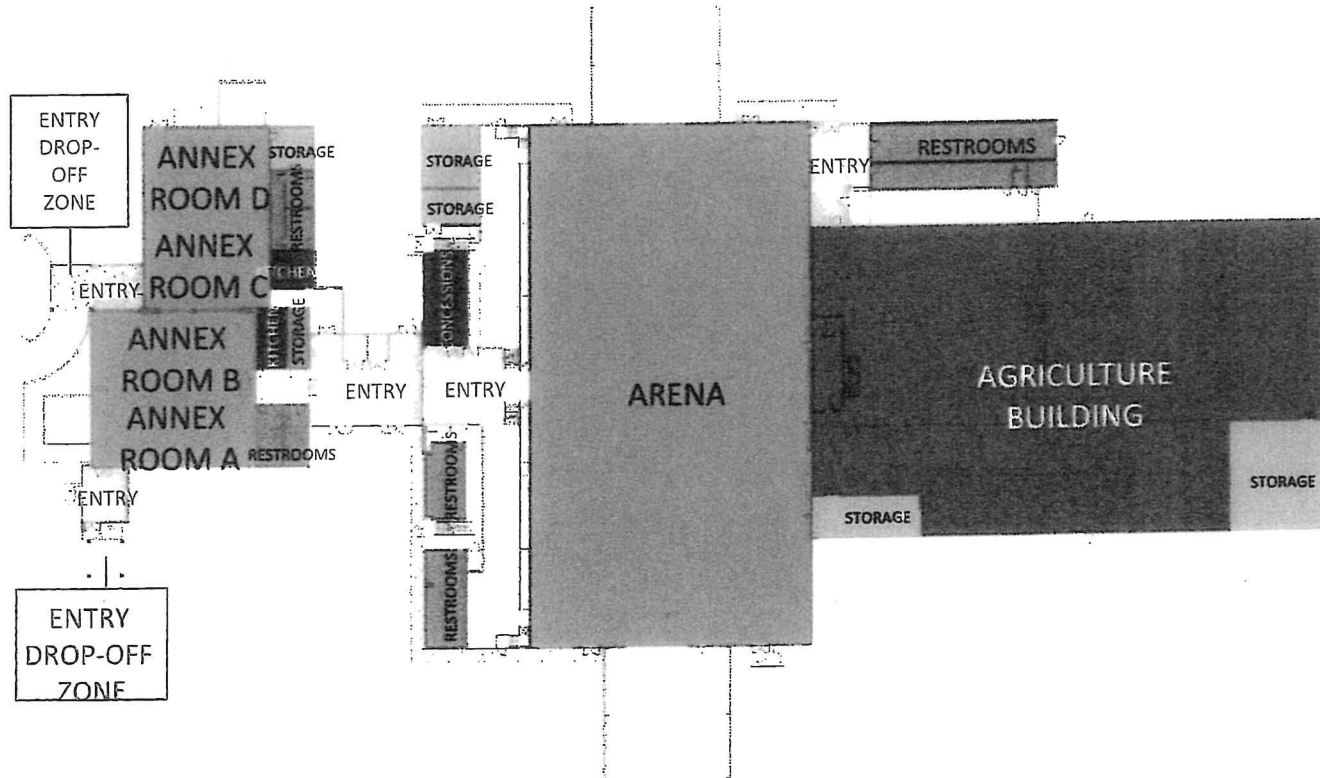 ENTRY
DROP-
OFF
ZONE
ANNEX
ROOM D
ANNEX
ROOM C
STORAGE
RESTROOMS
KITCHEN
ENTRY
ANNEX
ROOM B
ANNEX
ROOM A
KITCHEN
STORAGE
RESTROOMS
ENTRY
ENTRY
DROP-OFF
ZONE
ENTRY
STORAGE
STORAGE
CONCESSIONS
ENTRY
RESTROOMS
RESTROOMS
ARENA
ENTRY
RESTROOMS
AGRICULTURE
BUILDING
STORAGE
STORAGE